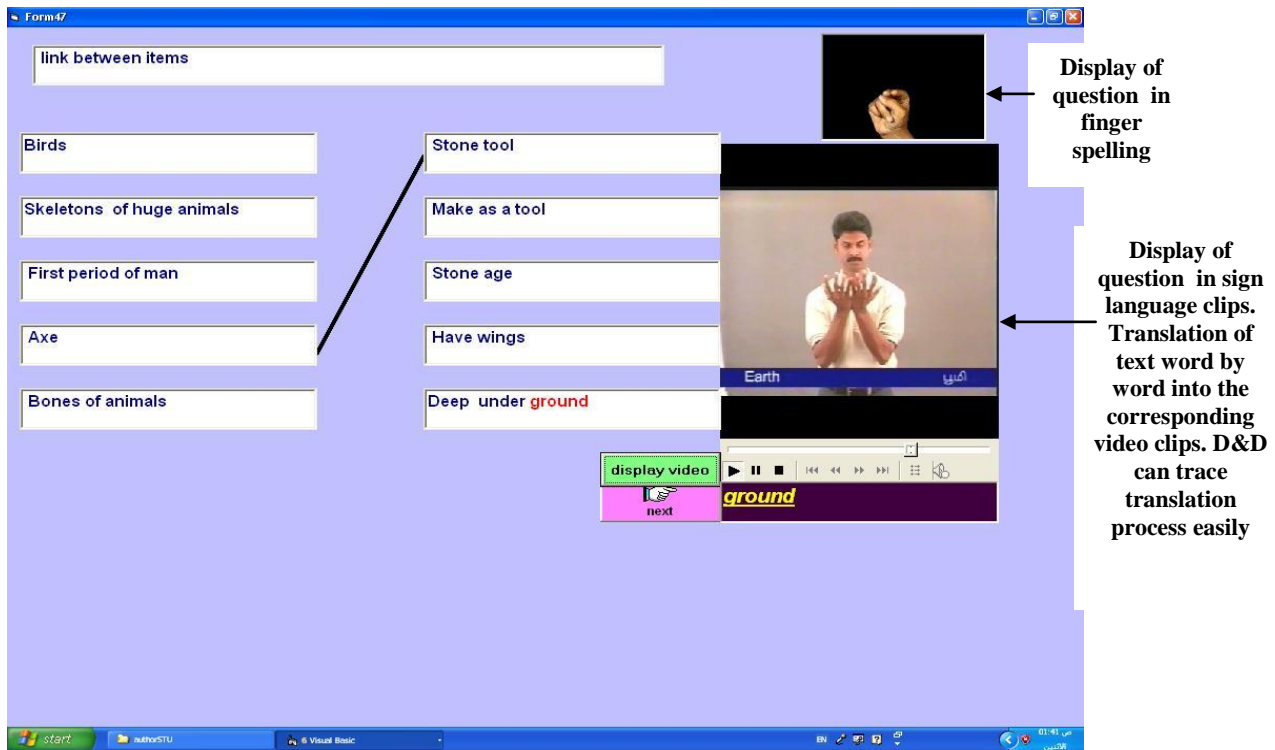 Form47
link between items
Birds
Skeletons of huge animals
First period of man
Axe
Bones of animals
Stone tool
Make as a tool
Stone age
Have wings
Deep under ground
Earth
பூமி
display video
next
ground
Display of
question in
finger
spelling
Display of
question in sign
language clips.
Translation of
text word by
word into the
corresponding
video clips. D&D
can trace
translation
process easily
start
authorSTU
6 Visual Basic
EN
01:41 ص
الاثنين